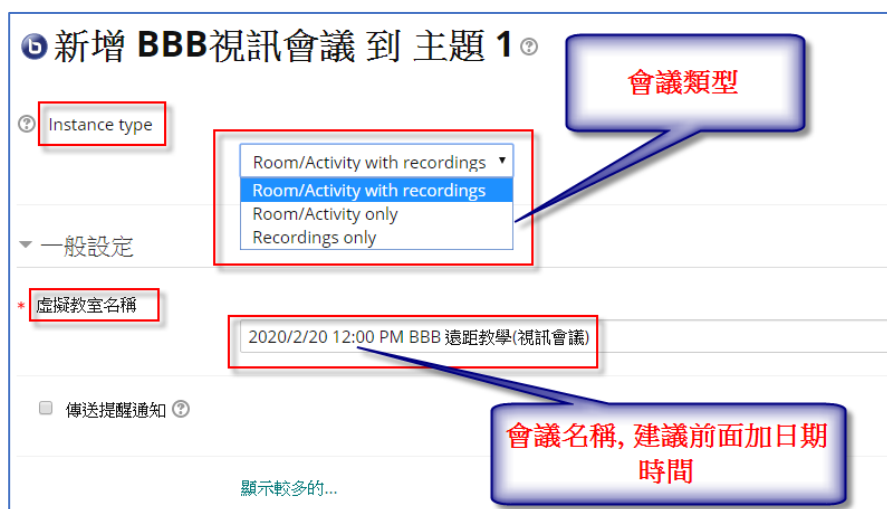 新增 BBB視訊會議 到 主題 1
會議類型
Instance type
Room/Activity with recordings
Room/Activity with recordings
Room/Activity only
Recordings only
一般設定
* 虛擬教室名稱
2020/2/20 12:00 PM BBB 遠距教學(視訊會議)
傳送提醒通知
會議名稱, 建議前面加日期
時間
顯示較多的...